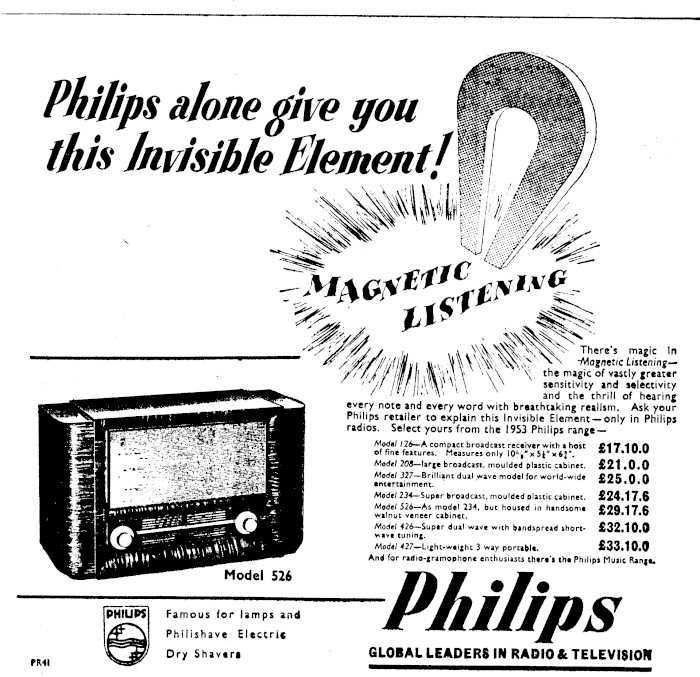 Philips alone give you
this Invisible Element!
MAGNETIC
LISTENING
There's magic in
Magnetic Listening—
the magic of vastly greater
sensitivity and selectivity
and the thrill of hearing
every note and every word with breathtaking realism. Ask your
Philips retailer to explain this Invisible Element—only in Philips
radios. Select yours from the 1953 Philips range—
Model 126—A compact broadcast receiver with a host
of fine features. Measures only £17.10.0
Model 208—large broadcast, moulded plastic cabinet. £21.0.0
Model 327—Brilliant dual wave model for world-wide
entertainment. £25.0.0
Model 234—Super broadcast, moulded plastic cabinet. £24.17.6
Model 526—As model 234, but housed in handsome
walnut veneer cabinet. £29.17.6
Model 426—Super dual wave with bandspread short-
wave tuning. £32.10.0
Model 427—Light-weight 3 way portable. £33.10.0
And for radio-gramophone enthusiasts there's the Philips Music Range.
Model 526
PHILIPS
Famous for lamps and
Philishave Electric
Dry Shavers
Philips
GLOBAL LEADERS IN RADIO & TELEVISION
PR41